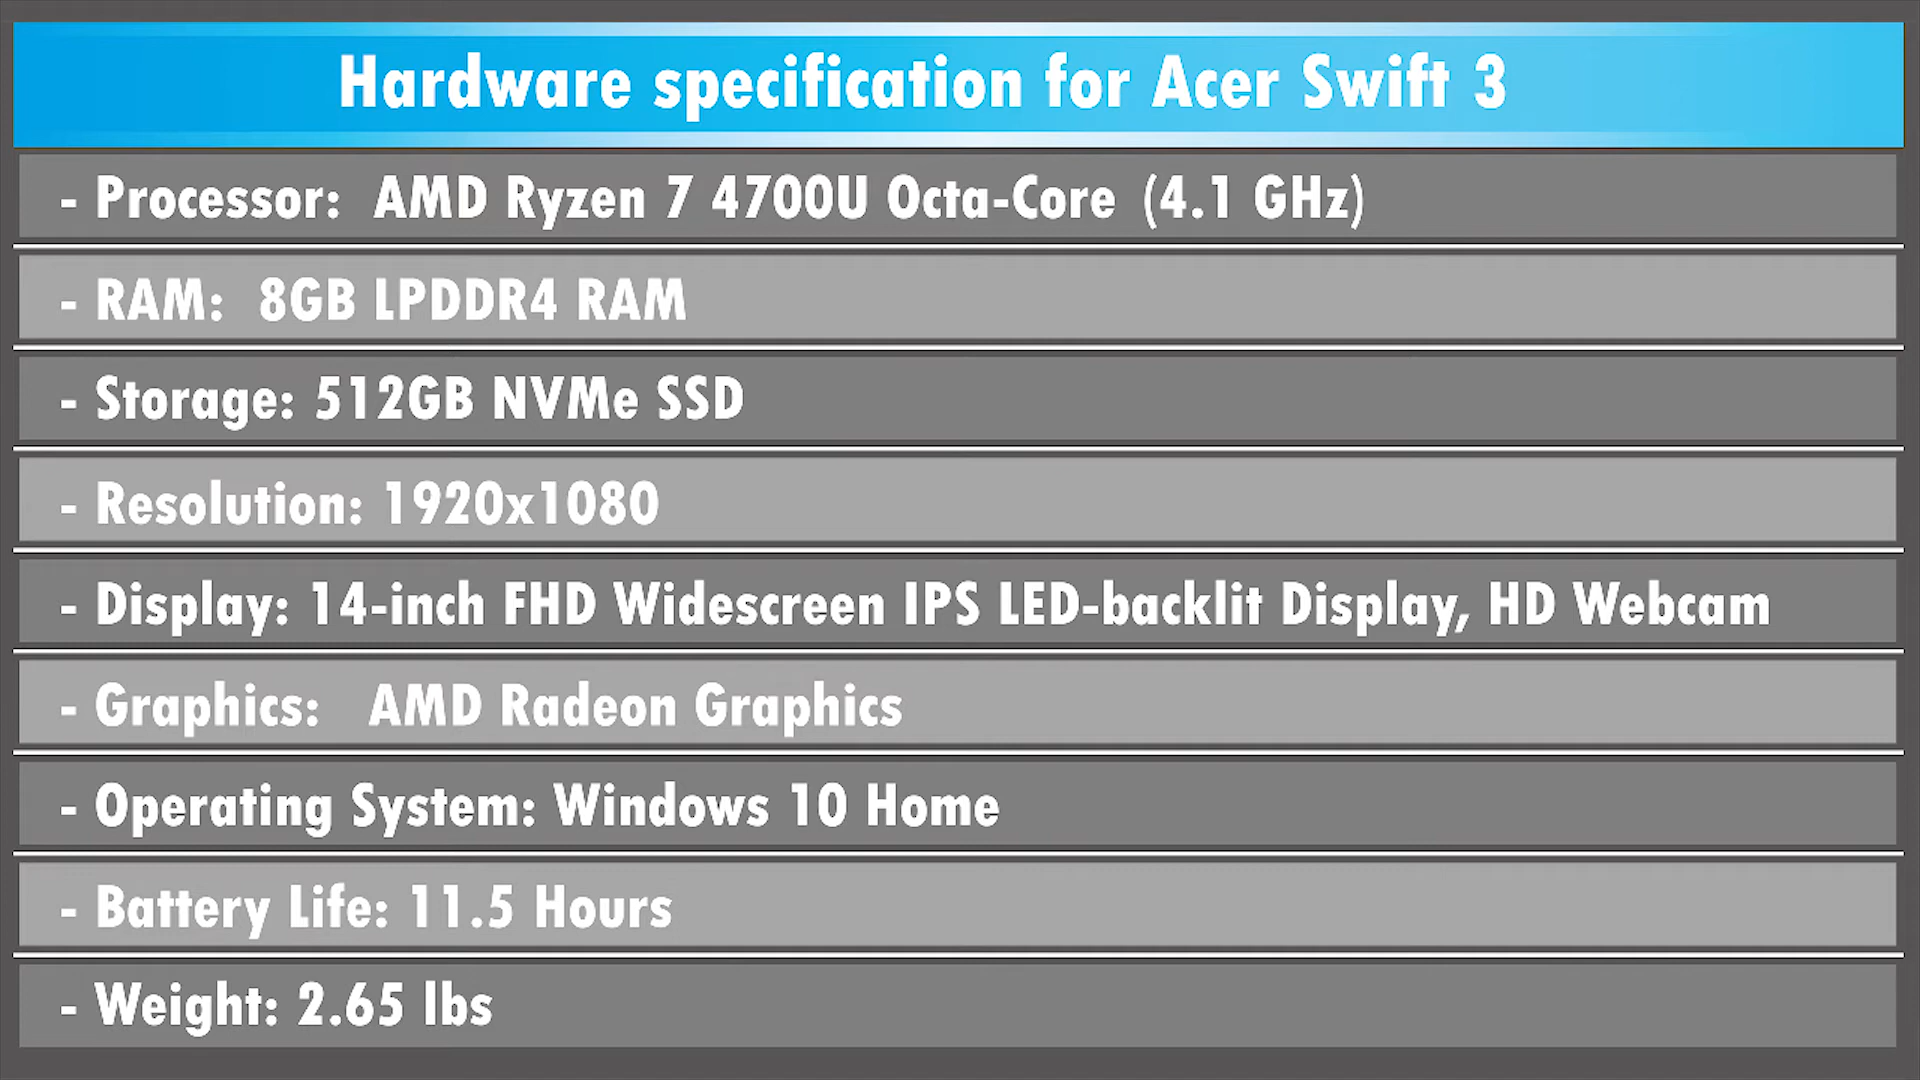 Hardware specification for Acer Swift 3
- Processor: AMD Ryzen 7 4700U Octa-Core (4.1 GHz)
- RAM: 8GB LPDDR4 RAM
- Storage: 512GB NVMe SSD
- Resolution: 1920x1080
- Display: 14-inch FHD Widescreen IPS LED-backlit Display, HD Webcam
- Graphics: AMD Radeon Graphics
- Operating System: Windows 10 Home
- Battery Life: 11.5 Hours
- Weight: 2.65 lbs